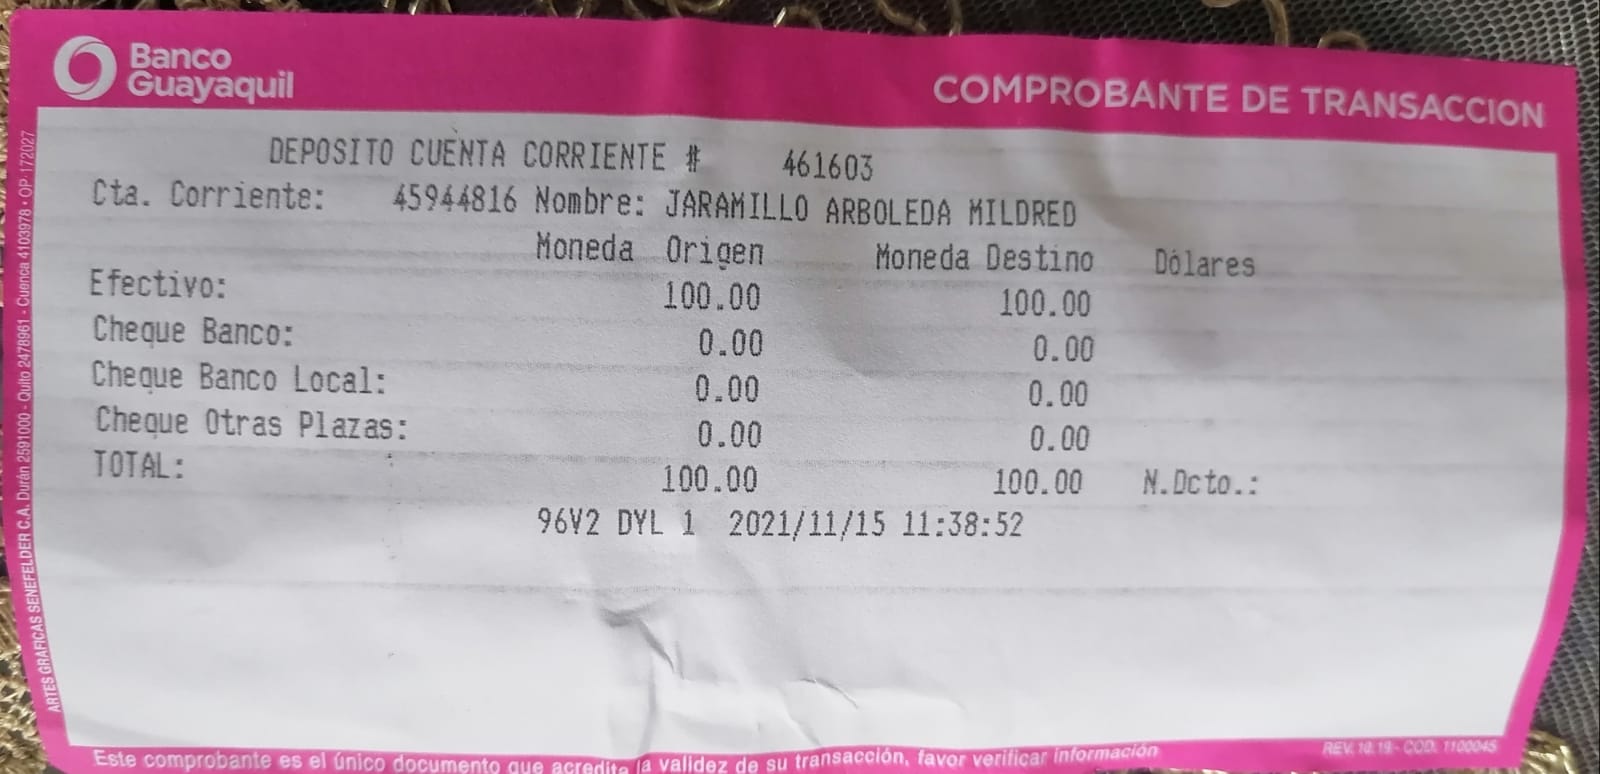 Banco
Guayaquil
COMPROBANTE DE TRANSACCION
DEPOSITO CUENTA CORRIENTE # 461603
Cta. Corriente: 45944816 Nombre: JARAMILLO ARBOLEDA MILDRED
Moneda Origen Moneda Destino Dólares
Efectivo: 100.00 100.00
Cheque Banco: 0.00 0.00
Cheque Banco Local: 0.00 0.00
Cheque Otras Plazas: 0.00 0.00
TOTAL: 100.00 100.00 N.Dcto.:
96V2 DYL 1 2021/11/15 11:38:52
Este comprobante es el único documento que acredita la validez de su transacción, favor verificar información
REV. 10.19 - COD. 1100045
ARTES GRAFICAS SENEFELDER C.A. Durán 2591000 - Quito 2478961 - Cuenca 4103978 • OP. 172027